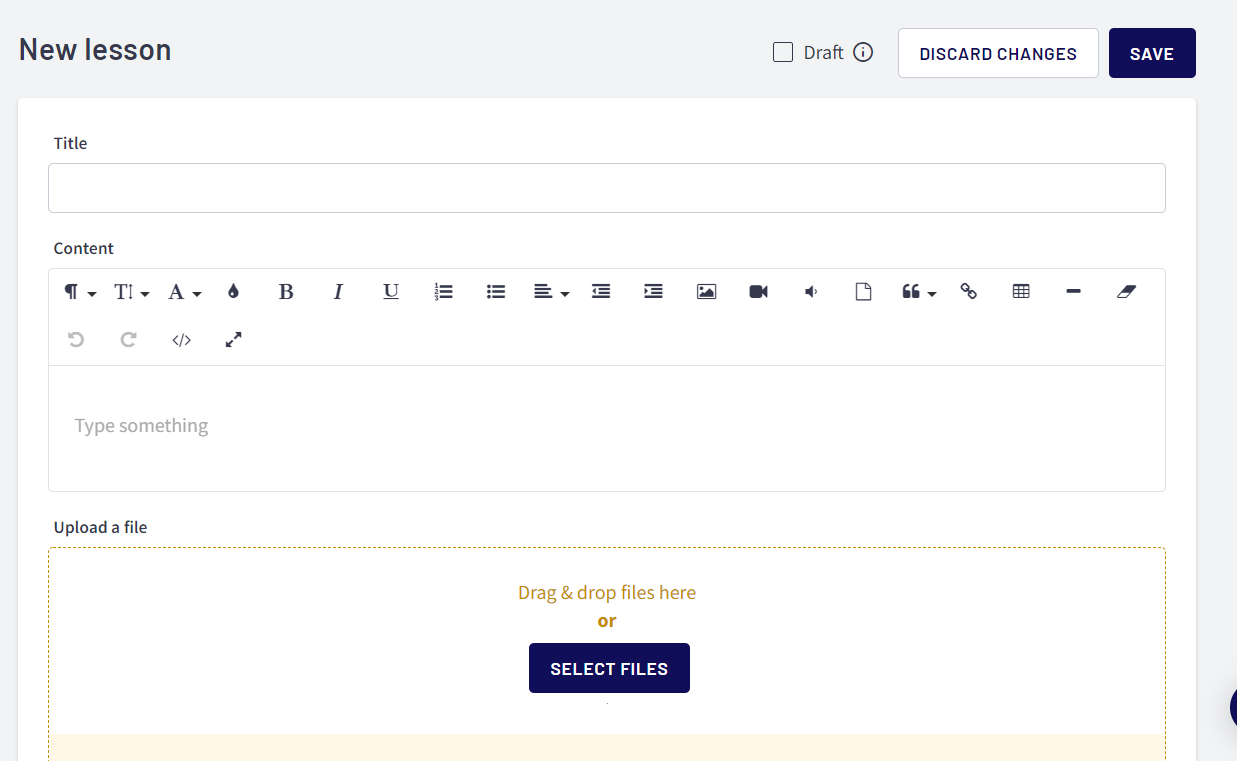 New lesson
Draft
DISCARD CHANGES
SAVE
Title
Content
Type something
Upload a file
Drag & drop files here
or
SELECT FILES